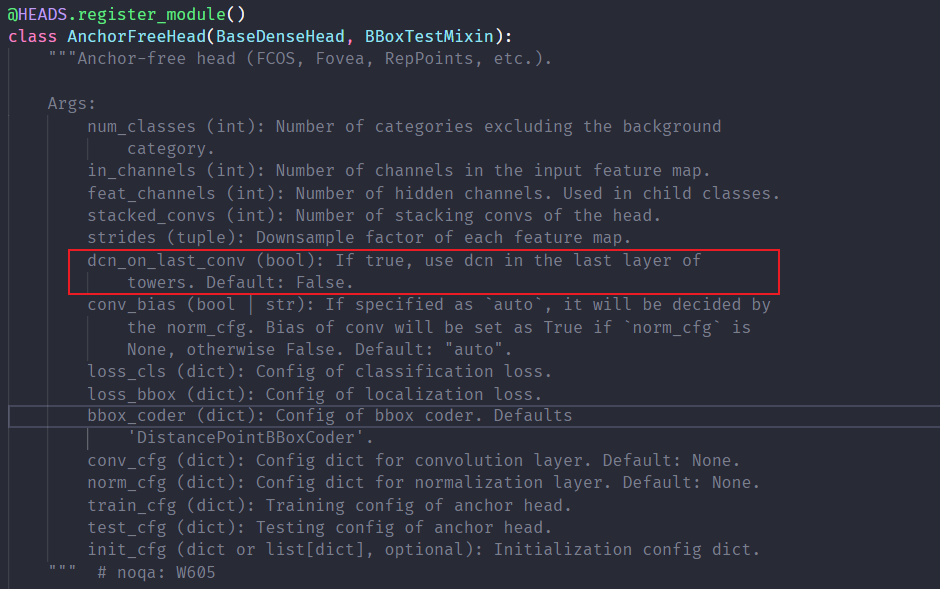 @HEADS.register_module()
class AnchorFreeHead(BaseDenseHead, BBoxTestMixin):
"""Anchor-free head (FCOS, Fovea, RepPoints, etc.).
Args:
num_classes (int): Number of categories excluding the background
category.
in_channels (int): Number of channels in the input feature map.
feat_channels (int): Number of hidden channels. Used in child classes.
stacked_convs (int): Number of stacking convs of the head.
strides (tuple): Downsample factor of each feature map.
dcn_on_last_conv (bool): If true, use dcn in the last layer of
towers. Default: False.
conv_bias (bool | str): If specified as `auto`, it will be decided by
the norm_cfg. Bias of conv will be set as True if `norm_cfg` is
None, otherwise False. Default: "auto".
loss_cls (dict): Config of classification loss.
loss_bbox (dict): Config of localization loss.
bbox_coder (dict): Config of bbox coder. Defaults
'DistancePointBBoxCoder'.
conv_cfg (dict): Config dict for convolution layer. Default: None.
norm_cfg (dict): Config dict for normalization layer. Default: None.
train_cfg (dict): Training config of anchor head.
test_cfg (dict): Testing config of anchor head.
init_cfg (dict or list[dict], optional): Initialization config dict.
"""  # noqa: W605